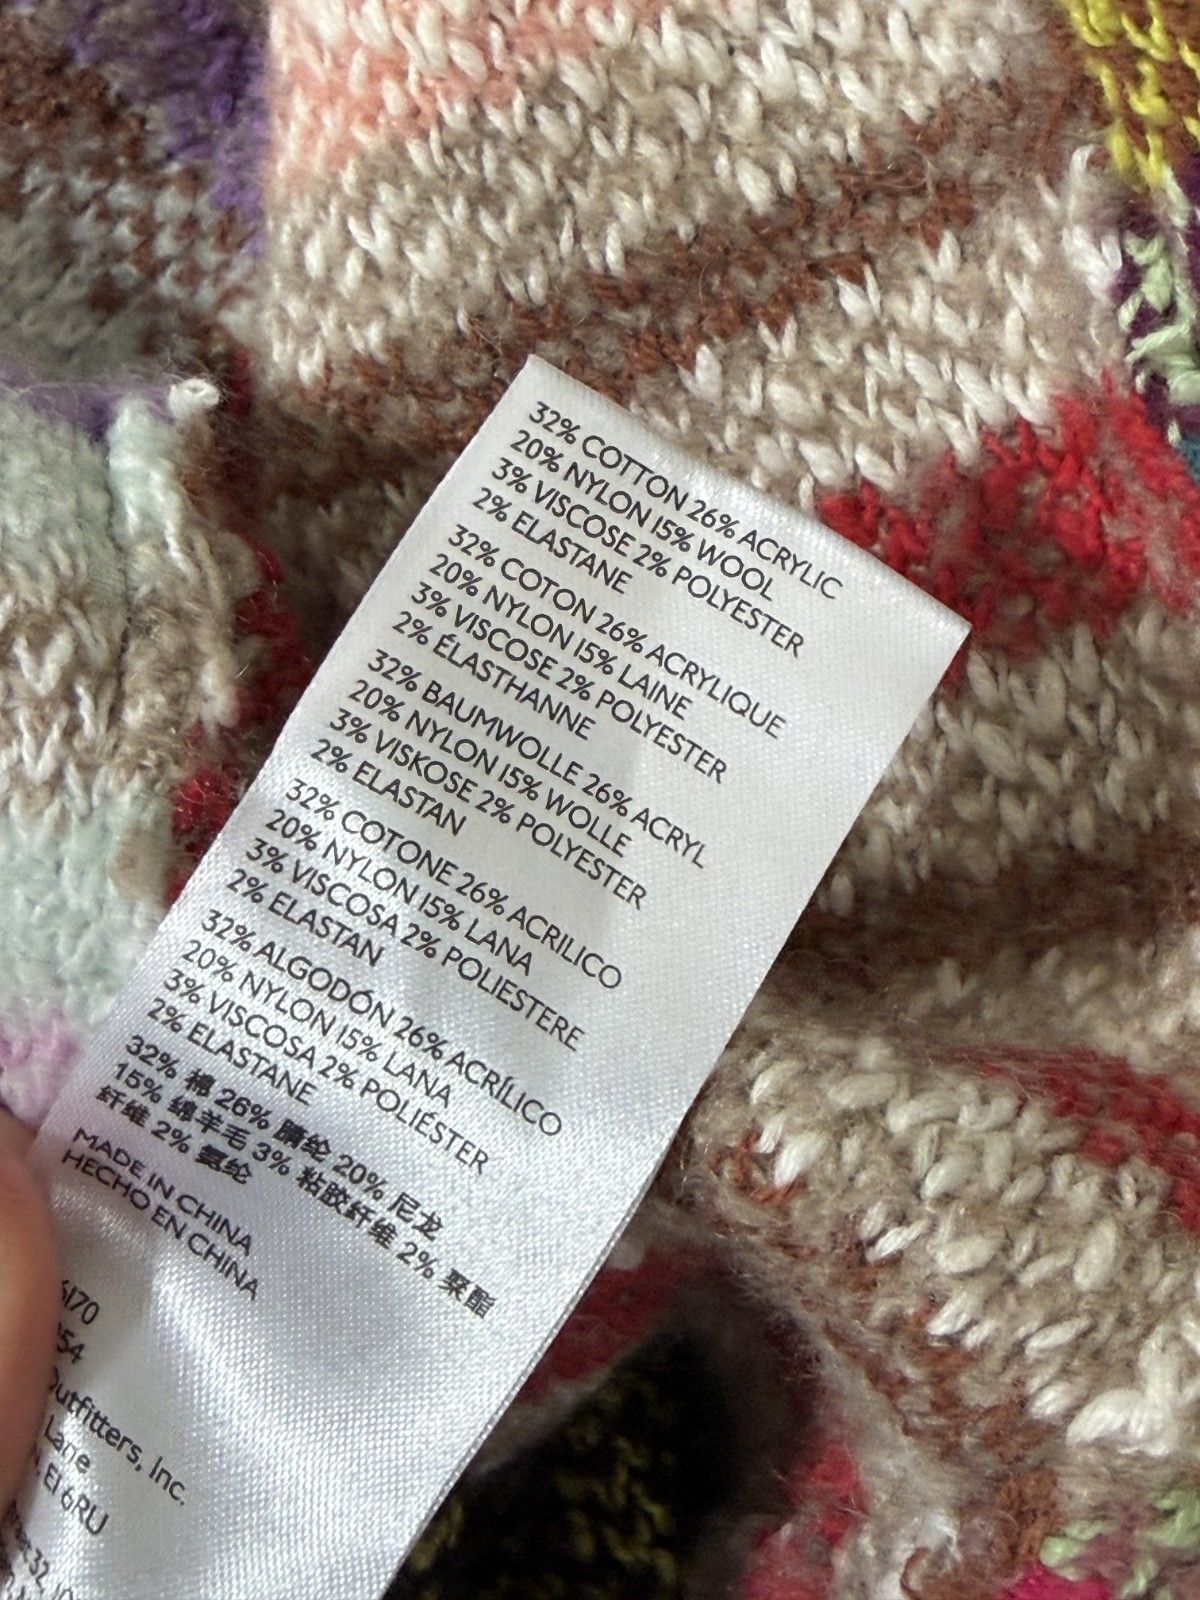 32% COTTON 26% ACRYLIC
20% NYLON 15% WOOL
3% VISCOSE 2% POLYESTER
2% ELASTANE
32% COTON 26% ACRYLIQUE
20% NYLON 15% LAINE
3% VISCOSE 2% POLYESTER
2% ÉLASTHANNE
32% BAUMWOLLE 26% ACRYL
20% NYLON 15% WOLLE
3% VISKOSE 2% POLYESTER
2% ELASTAN
32% COTONE 26% ACRILICO
20% NYLON 15% LANA
3% VISCOSA 2% POLIESTERE
2% ELASTAN
32% ALGODÓN 26% ACRÍLICO
20% NYLON 15% LANA
3% VISCOSA 2% POLIÉSTER
2% ELASTANE
32% 棉 26% 腈纶 20% 尼龙
15% 绵羊毛 3% 粘胶纤维 2% 聚酯
纤维 2% 氨纶
MADE IN CHINA
HECHO EN CHINA
6170
54
Outfitters, Inc.
Lane
E1 6RU